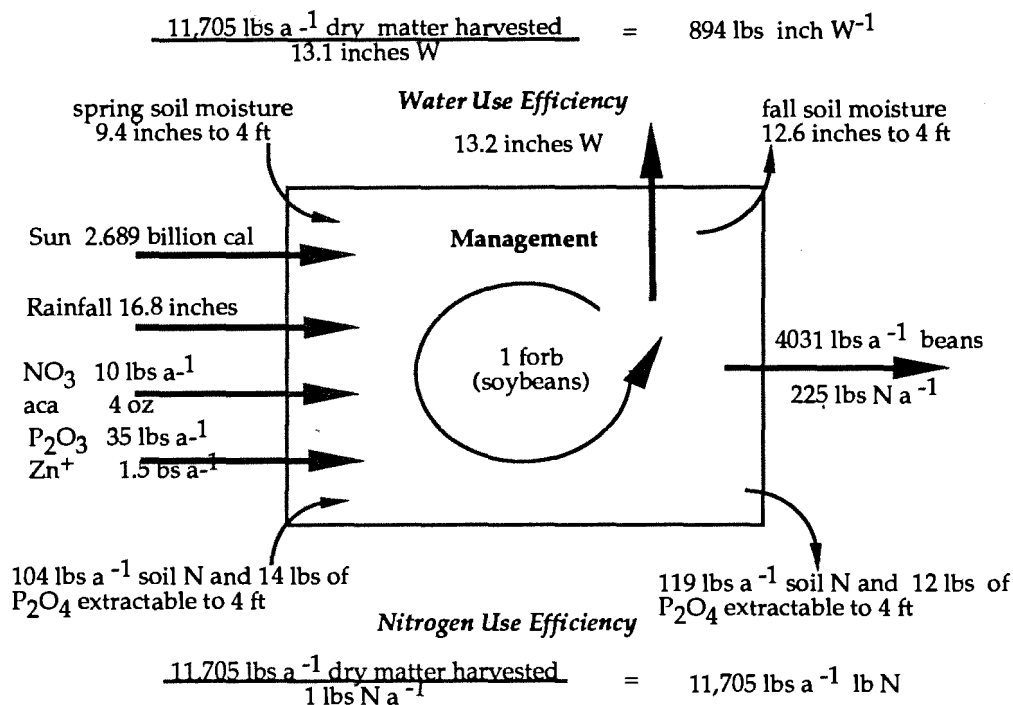 11,705 lbs a -1 dry matter harvested = 894 lbs inch W-1
13.1 inches W
Water Use Efficiency
spring soil moisture
9.4 inches to 4 ft
13.2 inches W
fall soil moisture
12.6 inches to 4 ft
Sun 2.689 billion cal
Management
Rainfall 16.8 inches
NO3 10 lbs a-1
aca 4 oz
P2O3 35 lbs a-1
Zn+ 1.5 bs a-1
1 forb
(soybeans)
4031 lbs a -1 beans
225 lbs N a -1
104 lbs a -1 soil N and 14 lbs of
P2O4 extractable to 4 ft
119 lbs a -1 soil N and 12 lbs of
P2O4 extractable to 4 ft
Nitrogen Use Efficiency
11,705 lbs a -1 dry matter harvested = 11,705 lbs a -1 lb N
1 lbs N a -1